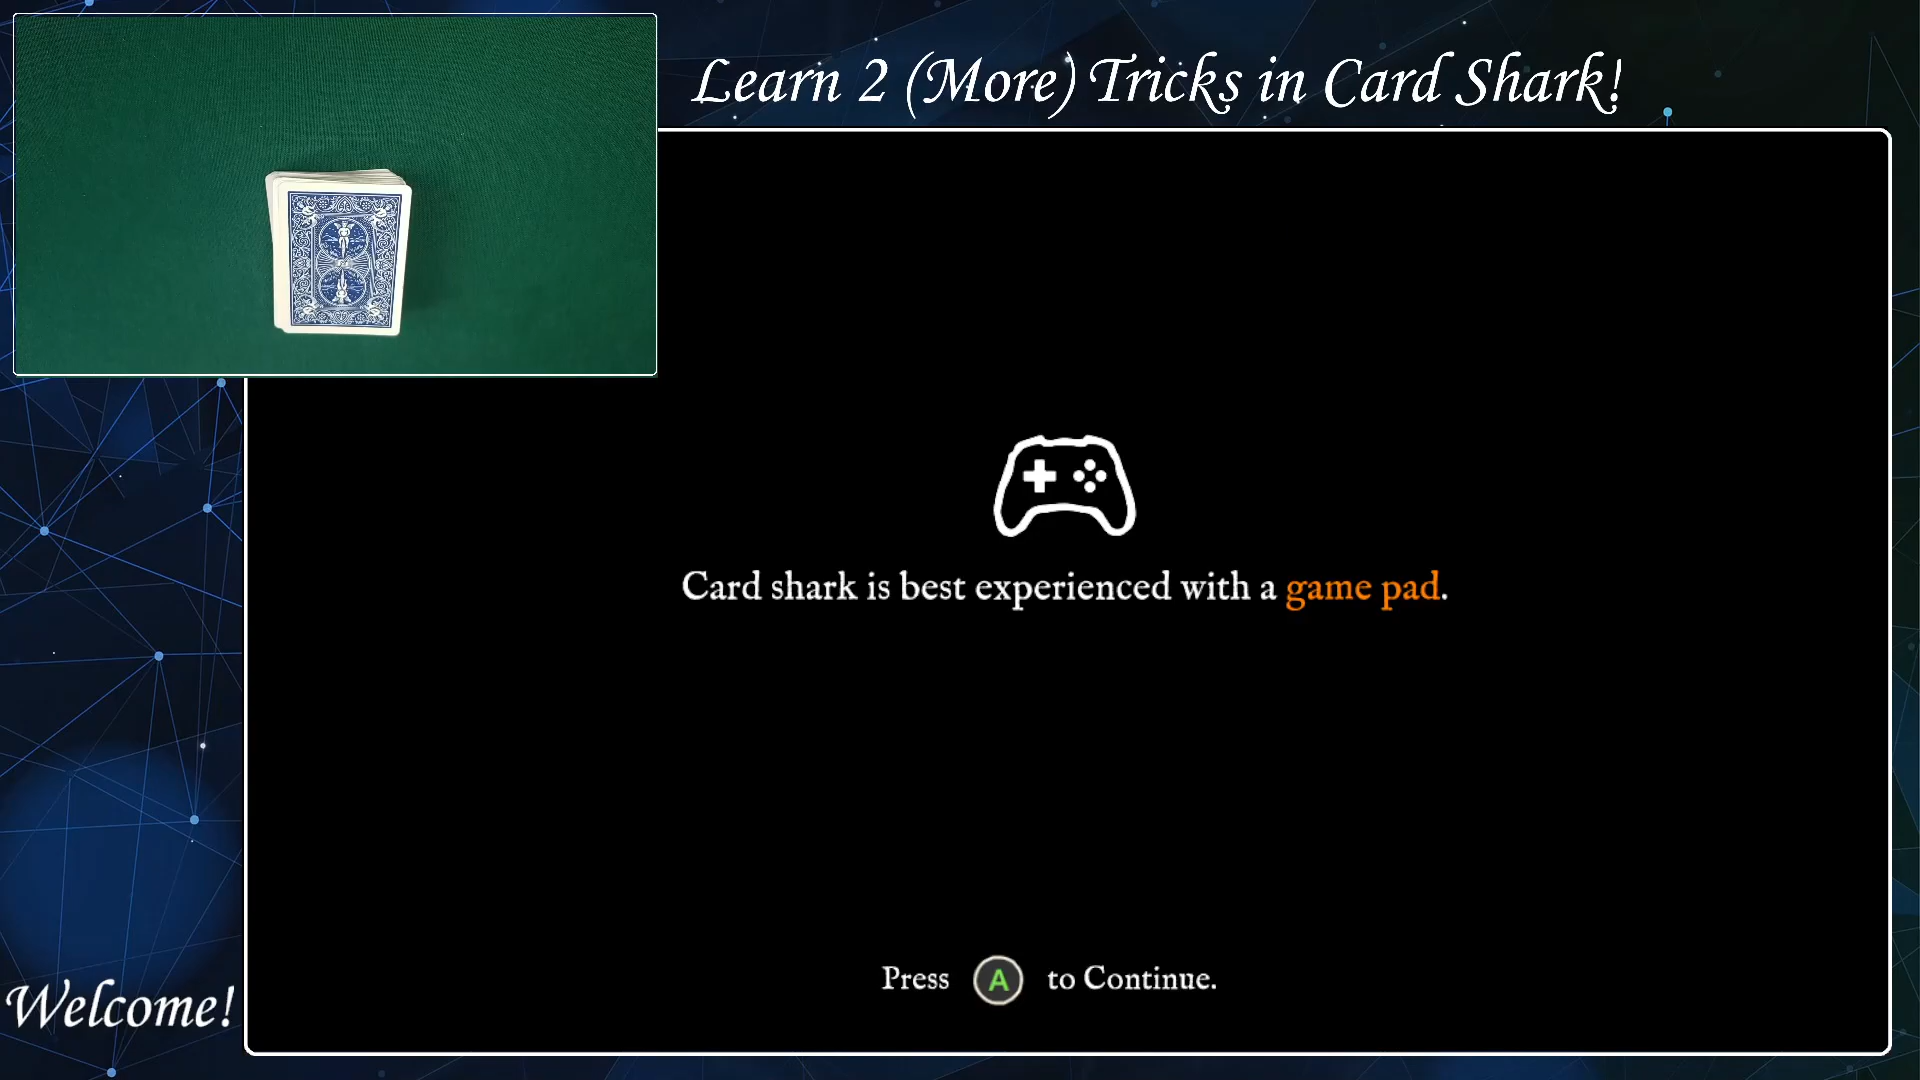 Learn 2 (More) Tricks in Card Shark!
Card shark is best experienced with a game pad.
Press A to Continue.
Welcome!